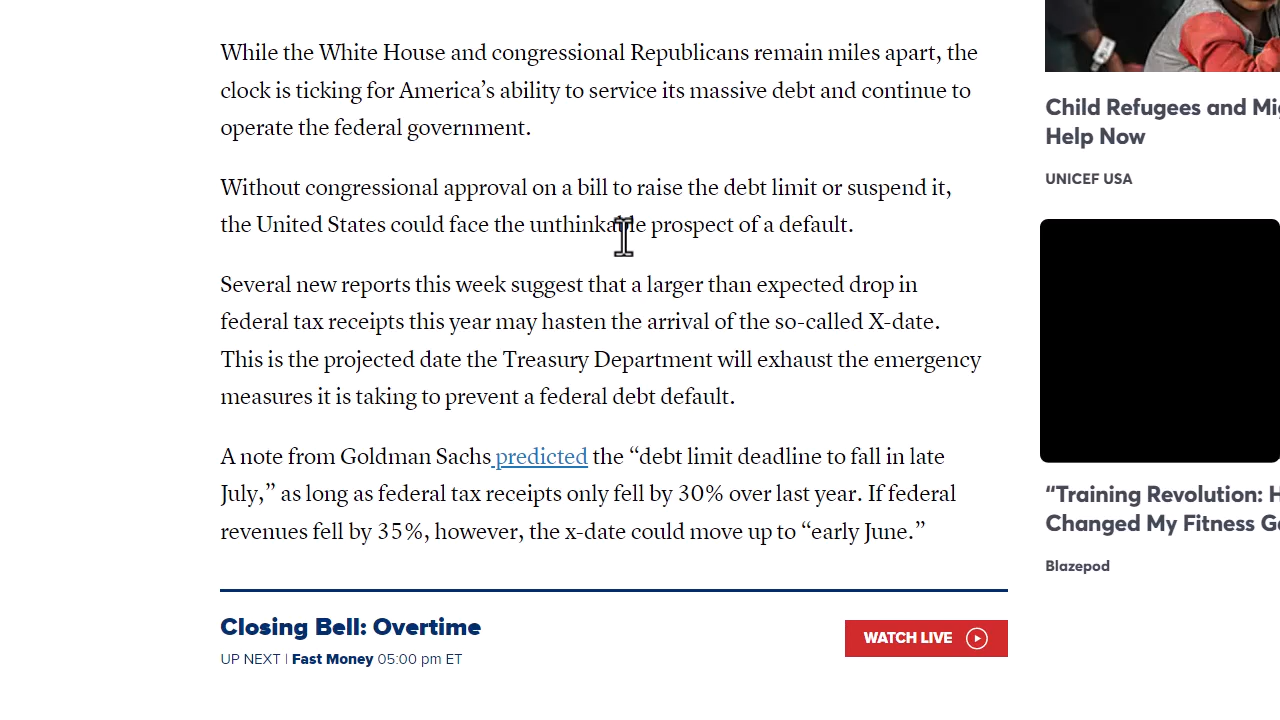 While the White House and congressional Republicans remain miles apart, the
clock is ticking for America’s ability to service its massive debt and continue to
operate the federal government.
Without congressional approval on a bill to raise the debt limit or suspend it,
the United States could face the unthinkable prospect of a default.
Several new reports this week suggest that a larger than expected drop in
federal tax receipts this year may hasten the arrival of the so-called X-date.
This is the projected date the Treasury Department will exhaust the emergency
measures it is taking to prevent a federal debt default.
A note from Goldman Sachs predicted the “debt limit deadline to fall in late
July,” as long as federal tax receipts only fell by 30% over last year. If federal
revenues fell by 35%, however, the x-date could move up to “early June.”
Closing Bell: Overtime
UP NEXT | Fast Money 05:00 pm ET
WATCH LIVE
Child Refugees and
Help Now
UNICEF USA
“Training Revolution:
Changed My Fitness
Blazepod